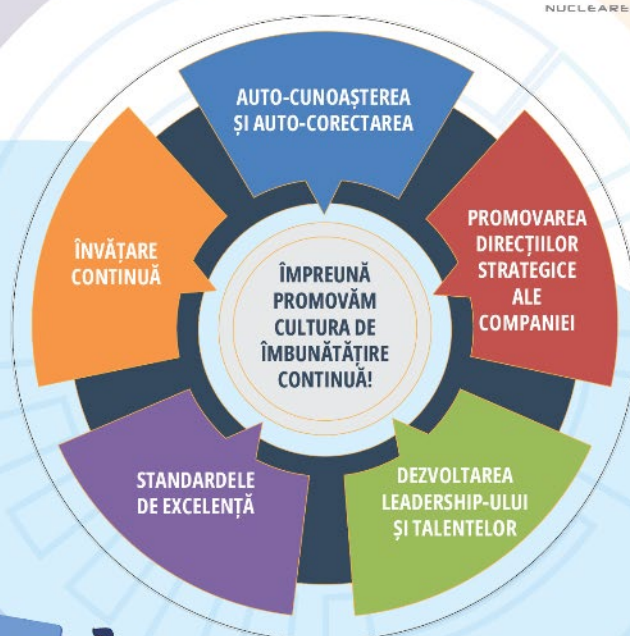 NUCLEARE
AUTO-CUNOAȘTEREA
ȘI AUTO-CORECTAREA
PROMOVAREA
DIRECȚIILOR
STRATEGICE
ALE
COMPANIEI
DEZVOLTAREA
LEADERSHIP-ULUI
ȘI TALENTELOR
STANDARDELE
DE EXCELENȚĂ
ÎNVĂȚARE
CONTINUĂ
ÎMPREUNĂ
PROMOVĂM
CULTURA DE
ÎMBUNĂTĂȚIRE
CONTINUĂ!